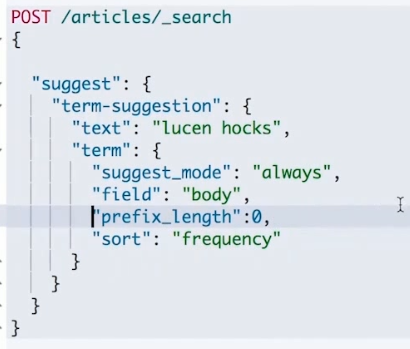 POST /articles/_search
{
"suggest": {
"term-suggestion": {
"text": "lucen hocks",
"term": {
"suggest_mode": "always",
"field": "body",
"prefix_length":0,
"sort": "frequency"
}
}
}
}